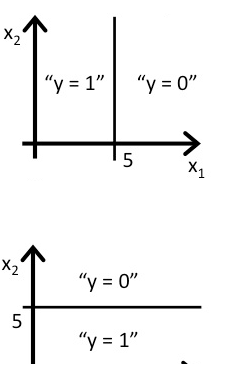 x2
“y = 1” “y = 0”
5
x1
x2
“y = 0”
5
“y = 1”